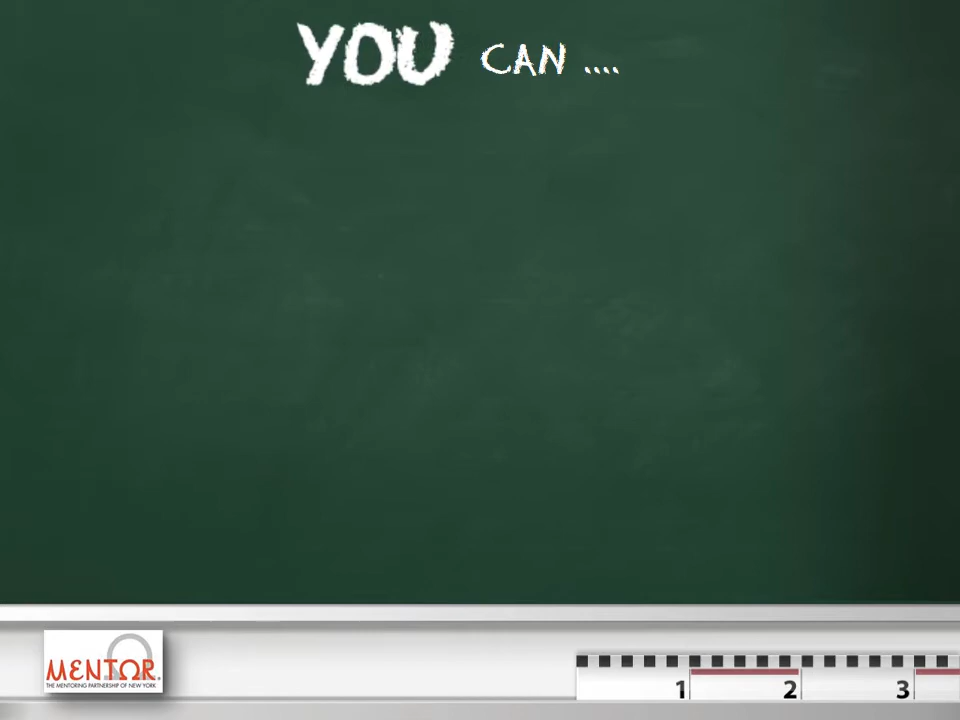 YOU CAN ....
MENTOR.
THE MENTORING PARTNERSHIP OF NEW YORK
1 2 3